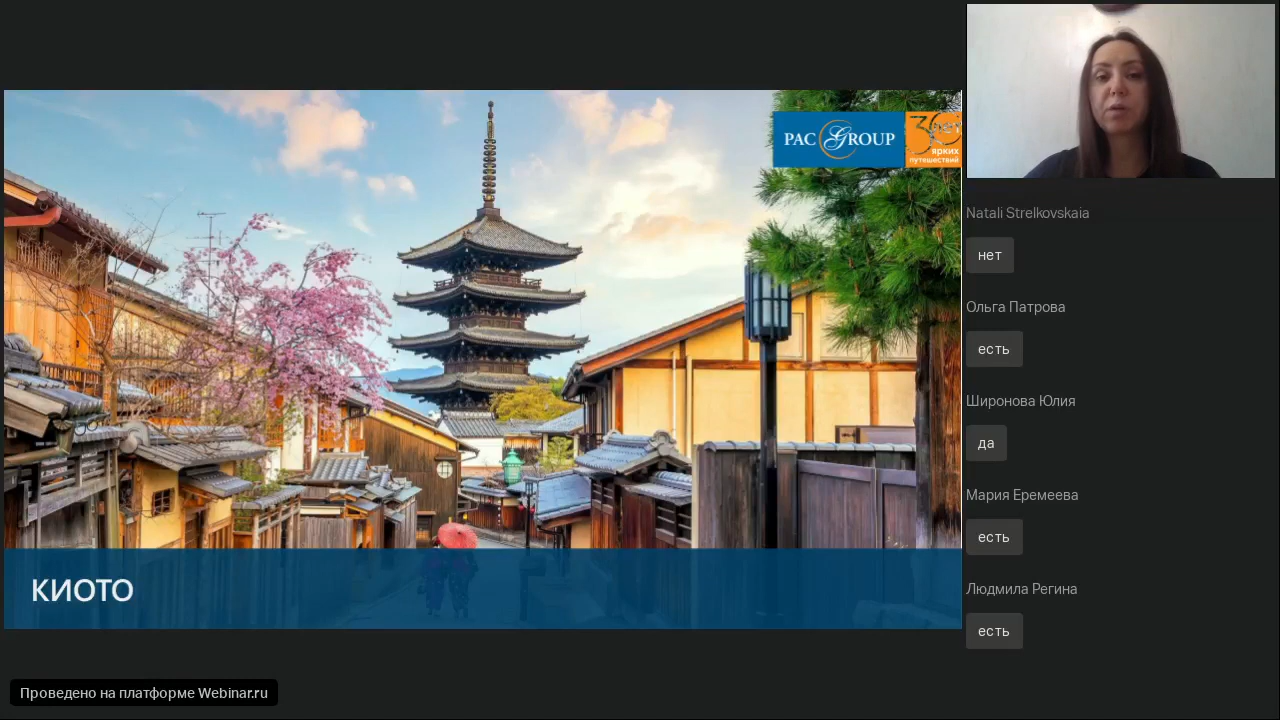 PAC GROUP
30 лет
ярких
путешествий
КИОТО
Natali Strelkovskaia
нет
Ольга Патрова
есть
Широнова Юлия
да
Мария Еремеева
есть
Людмила Регина
есть
Проведено на платформе Webinar.ru